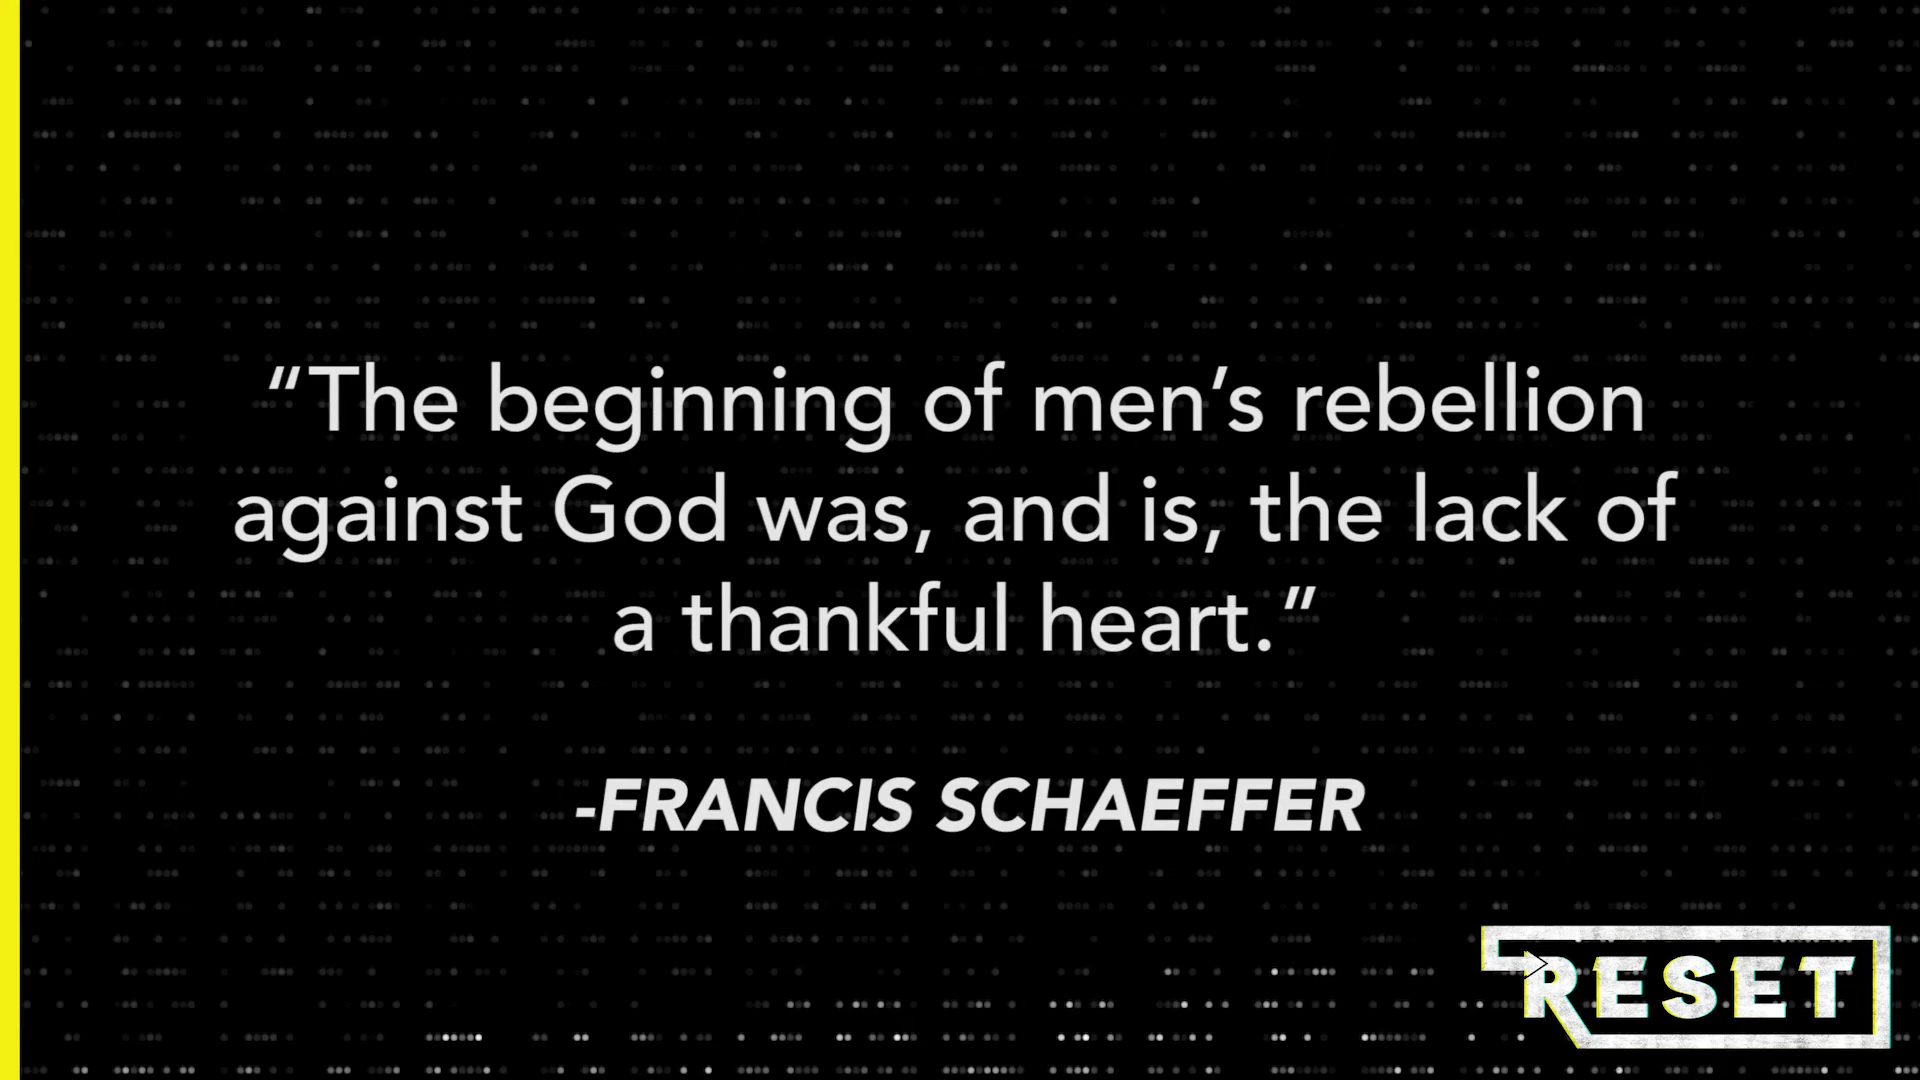 “The beginning of men’s rebellion
against God was, and is, the lack of
a thankful heart.”
-FRANCIS SCHAEFFER
RESET